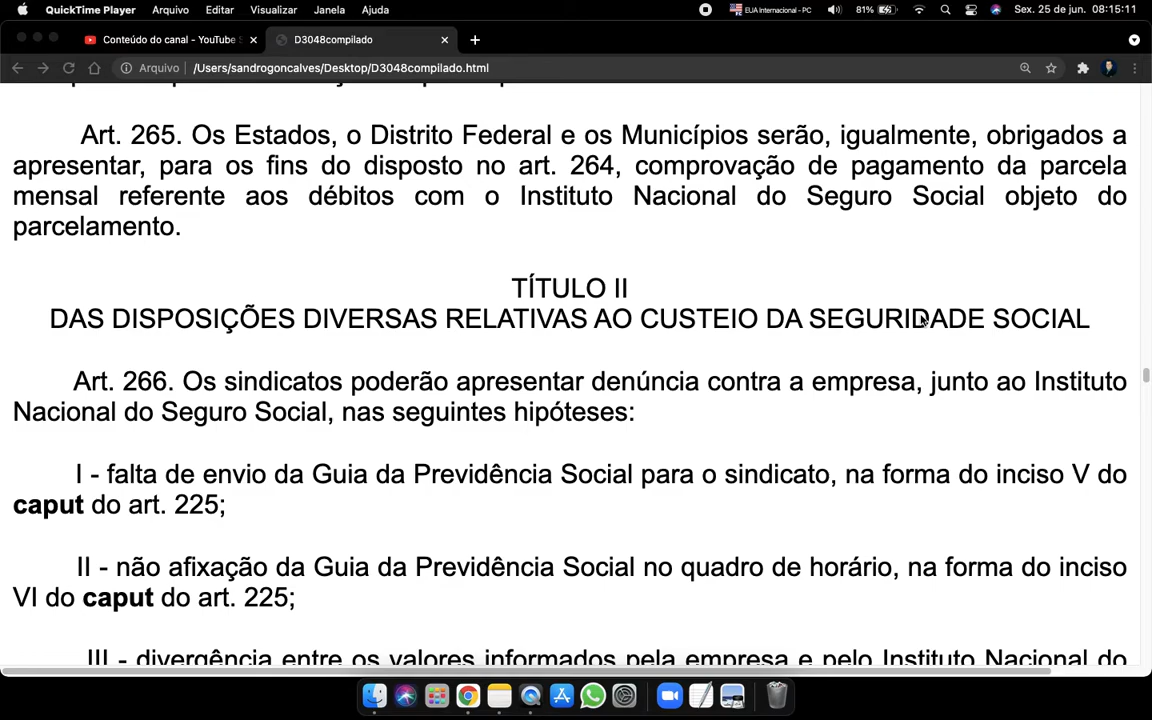 QuickTime Player Arquivo Editar Visualizar Janela Ajuda EUA Internacional - PC 81% Sex. 25 de jun. 08:15:11
Conteúdo do canal - YouTube D3048compilado
Arquivo /Users/sandrogoncalves/Desktop/D3048compilado.html
Art. 265. Os Estados, o Distrito Federal e os Municípios serão, igualmente, obrigados a
apresentar, para os fins do disposto no art. 264, comprovação de pagamento da parcela
mensal referente aos débitos com o Instituto Nacional do Seguro Social objeto do
parcelamento.
TÍTULO II
DAS DISPOSIÇÕES DIVERSAS RELATIVAS AO CUSTEIO DA SEGURIDADE SOCIAL
Art. 266. Os sindicatos poderão apresentar denúncia contra a empresa, junto ao Instituto
Nacional do Seguro Social, nas seguintes hipóteses:
I - falta de envio da Guia da Previdência Social para o sindicato, na forma do inciso V do
caput do art. 225;
II - não afixação da Guia da Previdência Social no quadro de horário, na forma do inciso
VI do caput do art. 225;
III - divergência entre os valores informados pela empresa e pelo Instituto Nacional do